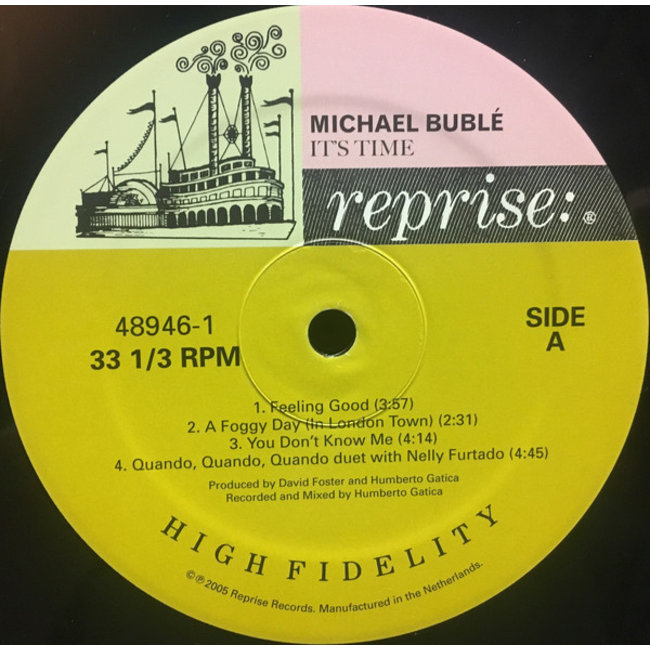 MICHAEL BUBLÉ
IT'S TIME
reprise:®
48946-1
33 1/3 RPM
SIDE
A
1. Feeling Good (3:57)
2. A Foggy Day (In London Town) (2:31)
3. You Don't Know Me (4:14)
4. Quando, Quando, Quando duet with Nelly Furtado (4:45)
Produced by David Foster and Humberto Gatica
Recorded and Mixed by Humberto Gatica
HIGH FIDELITY
©℗2005 Reprise Records. Manufactured in the Netherlands.